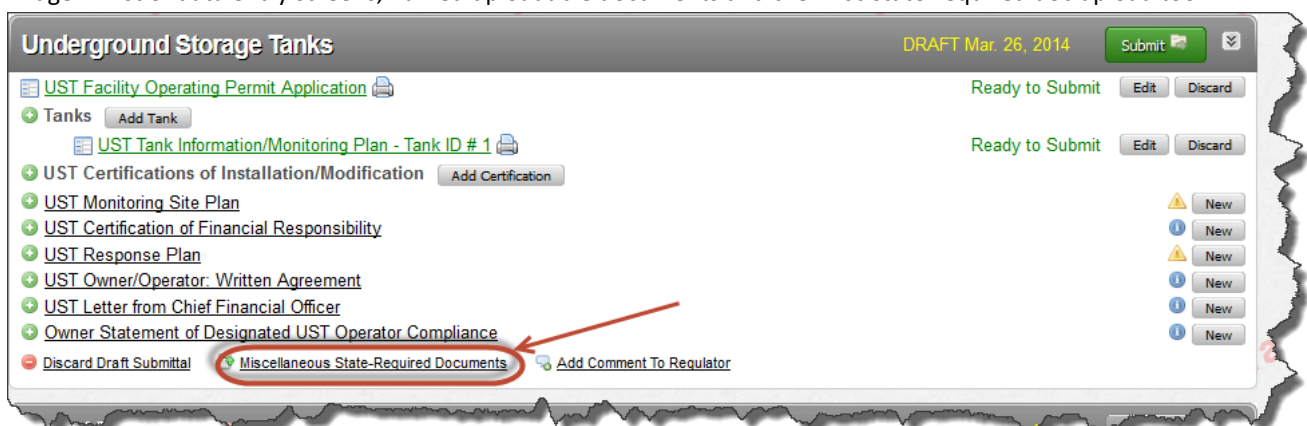 Underground Storage Tanks DRAFT Mar. 26, 2014 Submit
UST Facility Operating Permit Application Ready to Submit Edit Discard
Tanks Add Tank
UST Tank Information/Monitoring Plan - Tank ID # 1 Ready to Submit Edit Discard
UST Certifications of Installation/Modification Add Certification
UST Monitoring Site Plan New
UST Certification of Financial Responsibility New
UST Response Plan New
UST Owner/Operator: Written Agreement New
UST Letter from Chief Financial Officer New
Owner Statement of Designated UST Operator Compliance New
Discard Draft Submittal Miscellaneous State-Required Documents Add Comment To Regulator